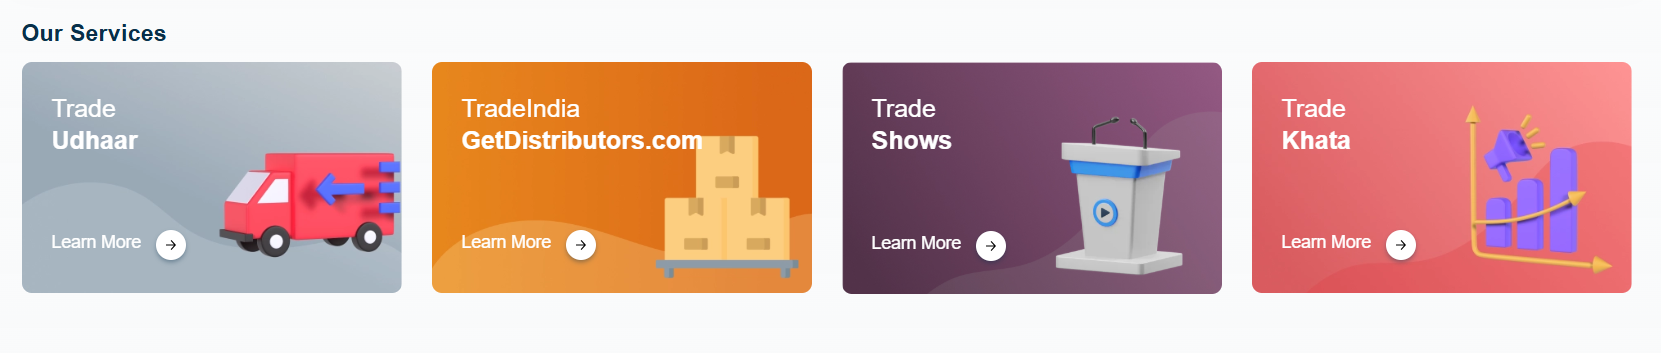 Our Services
Trade
Udhaar
Learn More
TradeIndia
GetDistributors.com
Learn More
Trade
Shows
Learn More
Trade
Khata
Learn More